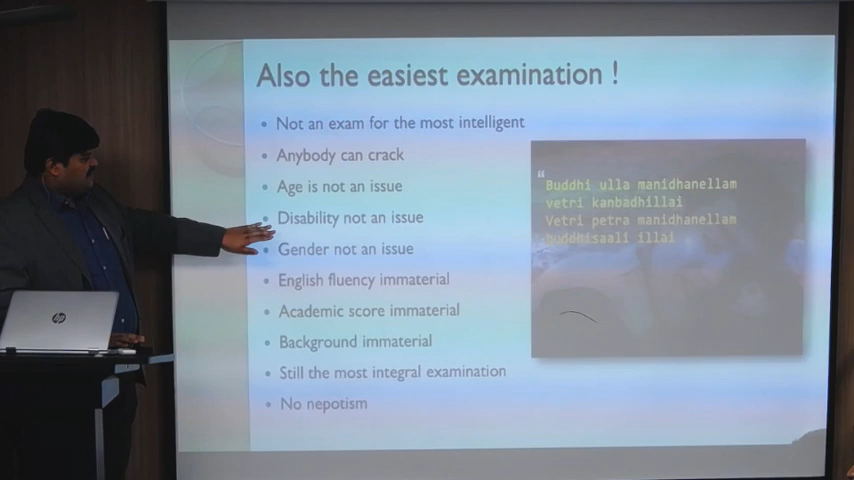 Also the easiest examination !
• Not an exam for the most intelligent
• Anybody can crack
• Age is not an issue
• Disability not an issue
• Gender not an issue
• English fluency immaterial
• Academic score immaterial
• Background immaterial
• Still the most integral examination
• No nepotism
“Buddhi ulla manidhanellam
vetri kanbadhillai
Vetri petra manidhanellam
buddhisaali illai
hp